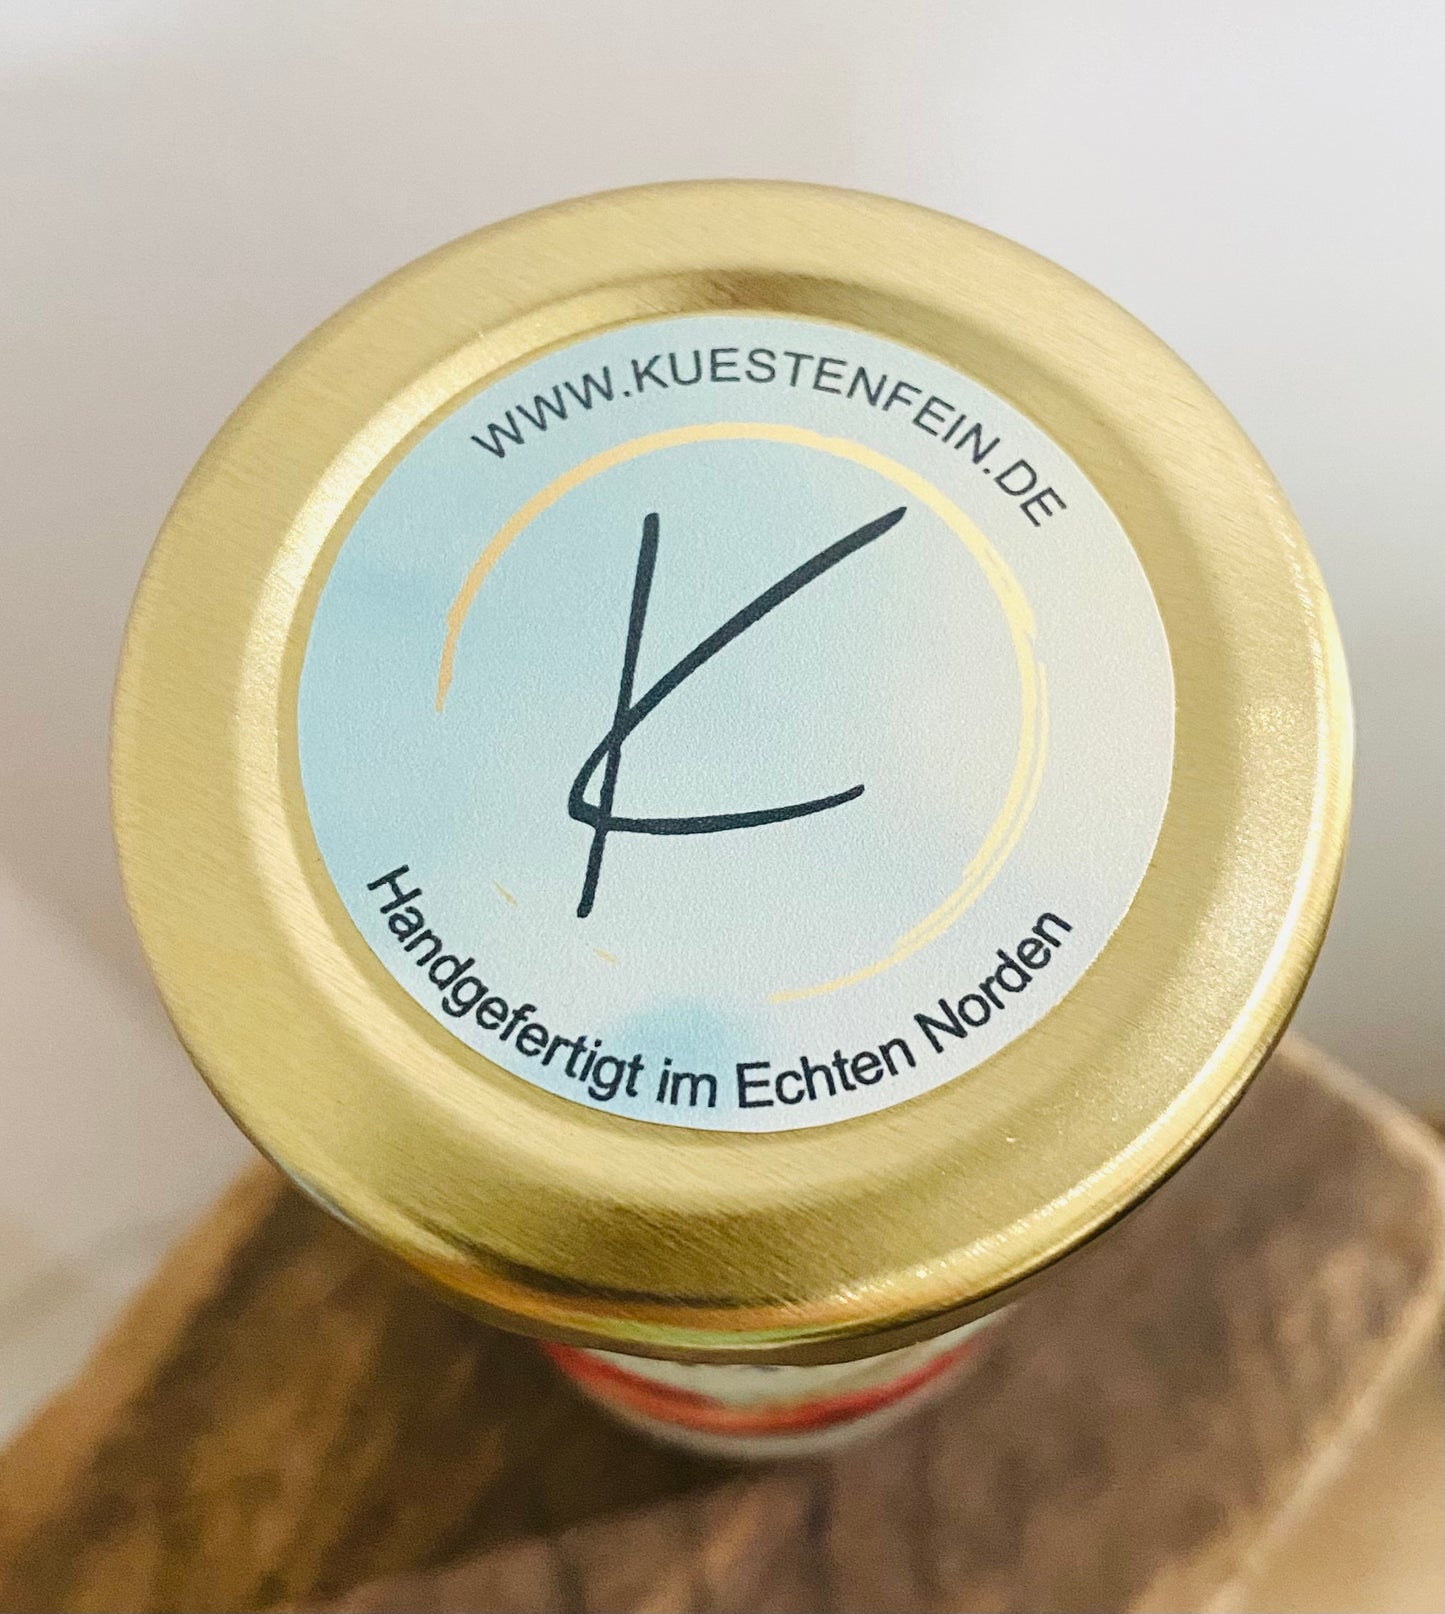 WWW.KUESTENFEIN.DE
K
Handgefertigt im Echten Norden